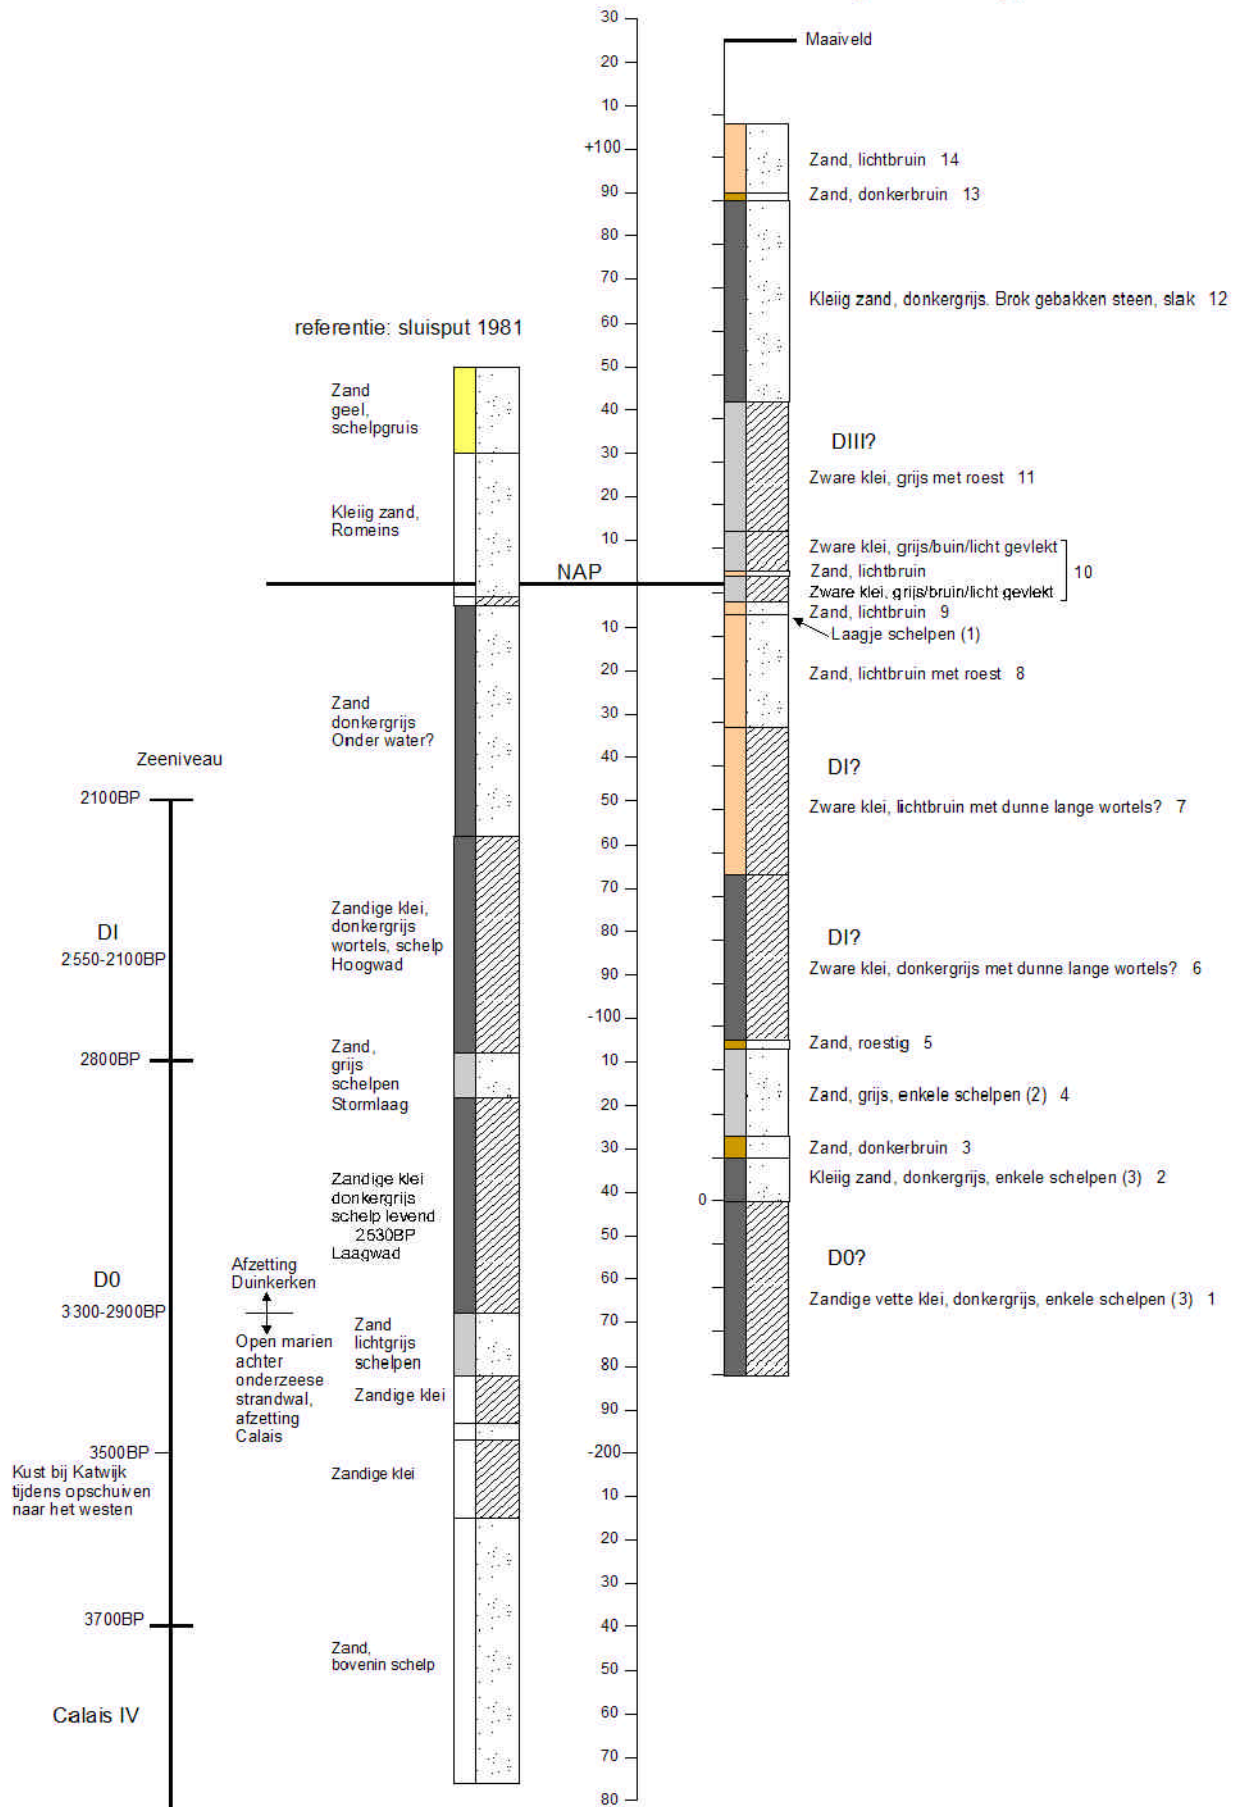 Maaiveld
Zand, lichtbruin 14
Zand, donkerbruin 13
Kleiig zand, donkergrijs. Brok gebakken steen, slak 12
DIII?
Zware klei, grijs met roest 11
Zware klei, grijs/buin/licht gevlekt
Zand, lichtbruin
10
Zware klei, grijs/bruin/licht gevlekt
Zand, lichtbruin 9
Laagje schelpen (1)
Zand, lichtbruin met roest 8
DI?
Zware klei, lichtbruin met dunne lange wortels? 7
DI?
Zware klei, donkergrijs met dunne lange wortels? 6
Zand, roestig 5
Zand, grijs, enkele schelpen (2) 4
Zand, donkerbruin 3
Kleiig zand, donkergrijs, enkele schelpen (3) 2
0
D0?
Zandige vette klei, donkergrijs, enkele schelpen (3) 1
30
20
10
+100
90
80
70
60
50
40
30
20
10
NAP
10
20
30
40
50
60
70
80
90
-100
10
20
30
40
50
60
70
80
90
-200
10
20
30
40
50
60
70
80
referentie: sluisput 1981
Zand
geel,
schelpgruis
Kleiig zand,
Romeins
Zand
donkergrijs
Onder water?
Zandige klei,
donkergrijs
wortels, schelp
Hoogwad
Zand,
grijs
schelpen
Stormlaag
Zandige klei
donkergrijs
schelp levend
2530BP
Laagwad
Zand
lichtgrijs
schelpen
Zandige klei
Zandige klei
Zand,
bovenin schelp
Afzetting
Duinkerken
Open marien
achter
onderzeese
strandwal,
afzetting
Calais
Zeeniveau
2100BP
DI
2550-2100BP
2800BP
D0
3300-2900BP
3500BP
Kust bij Katwijk
tijdens opschuiven
naar het westen
3700BP
Calais IV